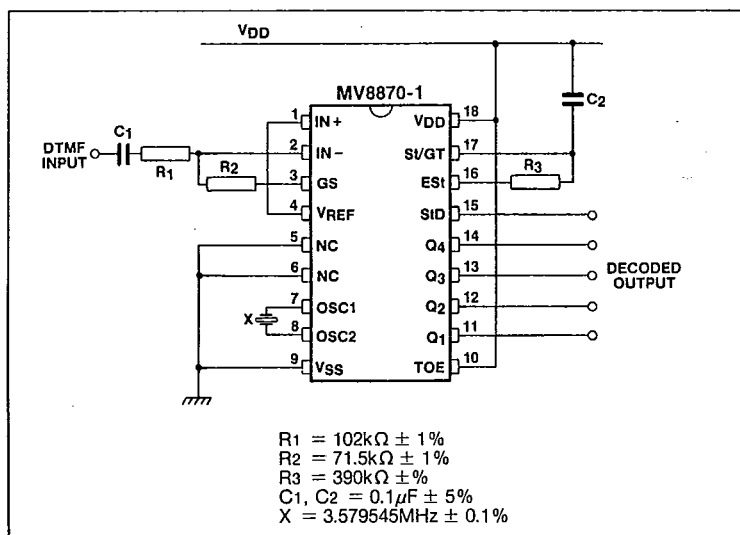 VDD
MV8870-1
DTMF
INPUT
C1
R1
R2
1 IN+
2 IN-
3 GS
4 VREF
5 NC
6 NC
7 OSC1
8 OSC2
9 VSS
X
VDD 18
St/GT 17
ESt 16
StD 15
Q4 14
Q3 13
Q2 12
Q1 11
TOE 10
R3
C2
DECODED
OUTPUT
R1 = 102kΩ ± 1%
R2 = 71.5kΩ ± 1%
R3 = 390kΩ ±%
C1, C2 = 0.1μF ± 5%
X = 3.579545MHz ± 0.1%